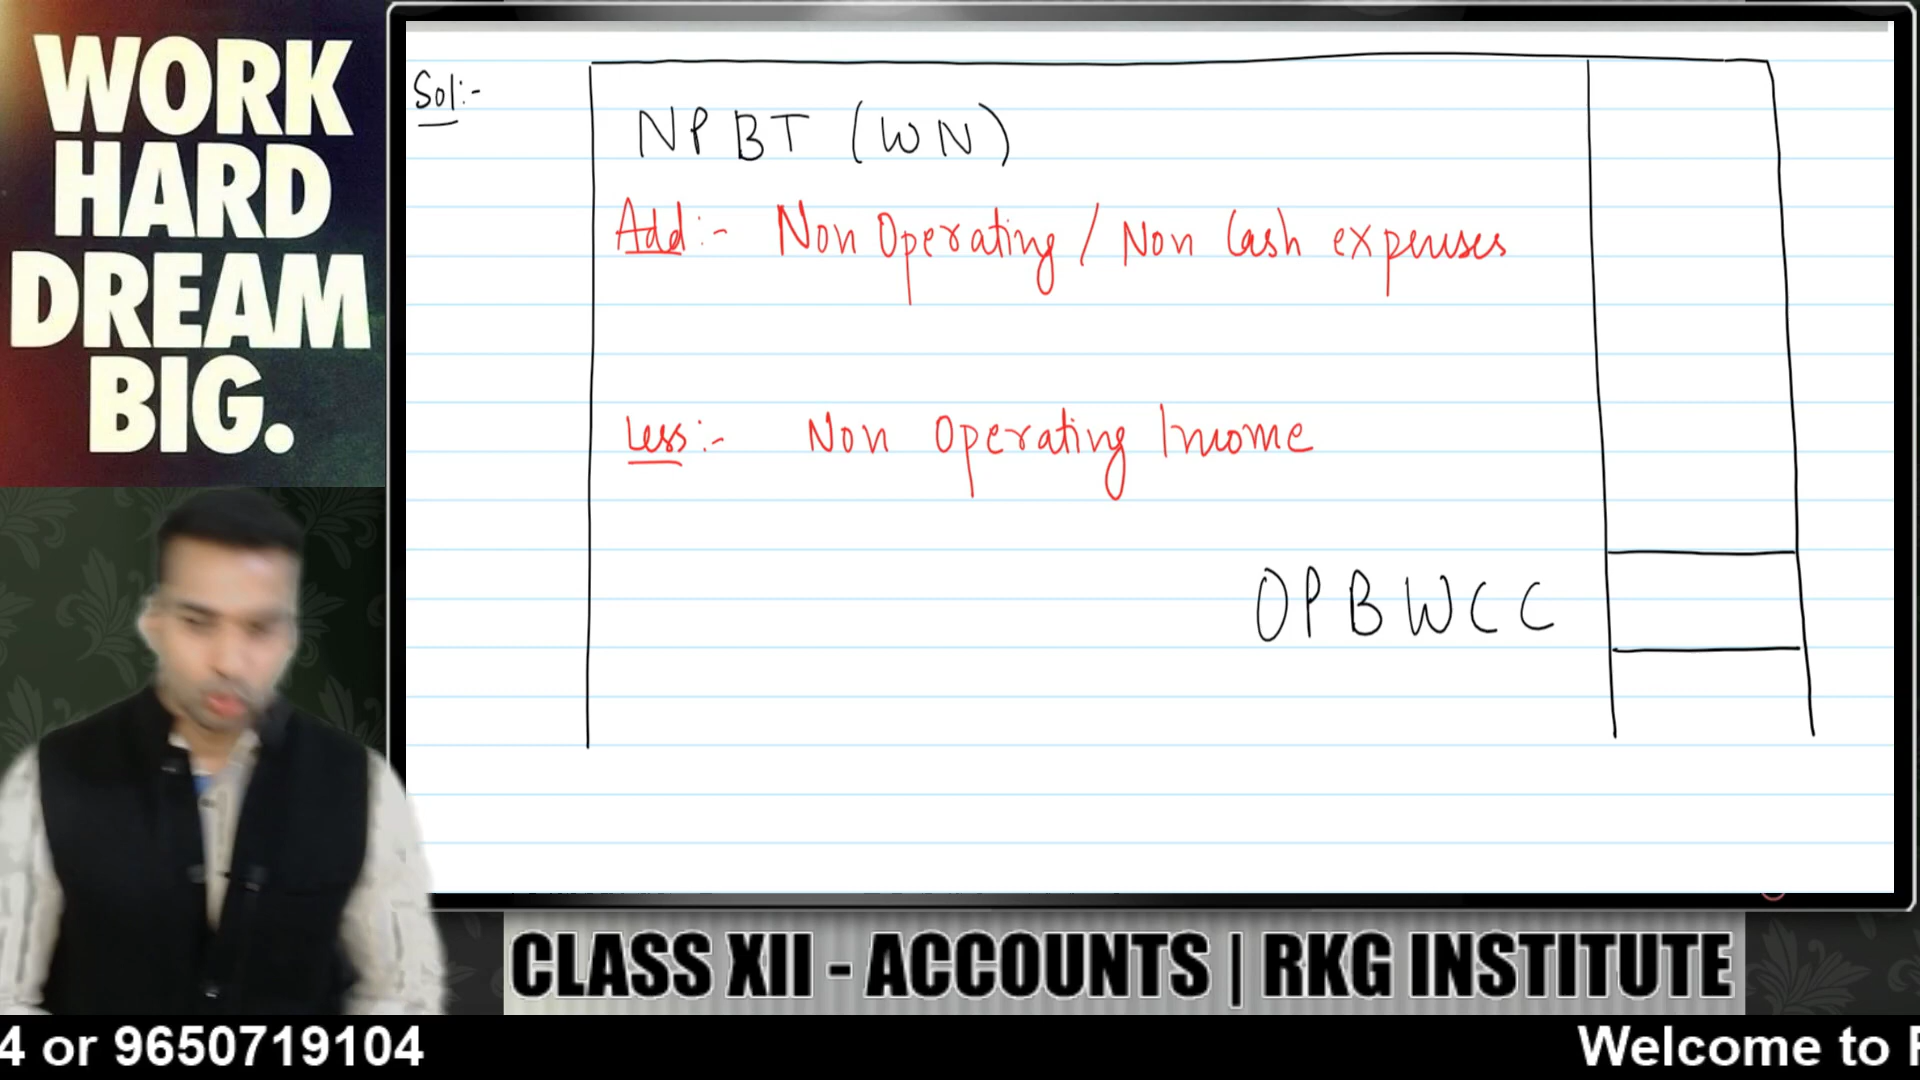 WORK
HARD
DREAM
BIG.
Sol:-
NPBT (WN)
Add:- Non Operating / Non Cash expenses
Less:- Non Operating Income
OPBWCC
CLASS XII - ACCOUNTS | RKG INSTITUTE
4 or 9650719104
Welcome to